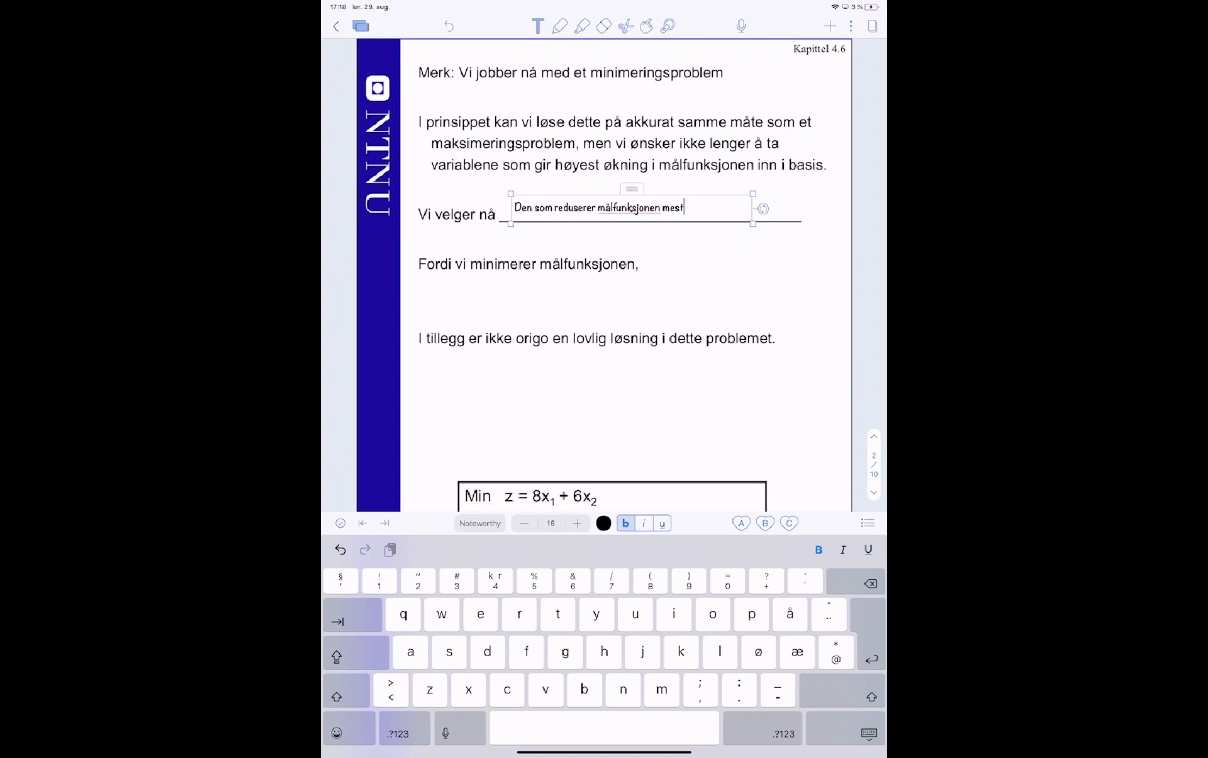 17:18 lør. 29. aug. 3 %
T
Kapittel 4.6
NTNU
Merk: Vi jobber nå med et minimeringsproblem
I prinsippet kan vi løse dette på akkurat samme måte som et
maksimeringsproblem, men vi ønsker ikke lenger å ta
variablene som gir høyest økning i målfunksjonen inn i basis.
Vi velger nå Den som reduserer målfunksjonen mest
Fordi vi minimerer målfunksjonen,
I tillegg er ikke origo en lovlig løsning i dette problemet.
2
/
10
Min z = 8x₁ + 6x₂
Noteworthy — 16 + b i u A B C
B I U
§ ! " # k r % & / ( ) = ? `
' 1 2 3 4 5 6 7 8 9 0 + ´
q w e r t y u i o p å ^ ¨
a s d f g h j k l ø æ * @
> < z x c v b n m ; , : . _ -
.?123 .?123